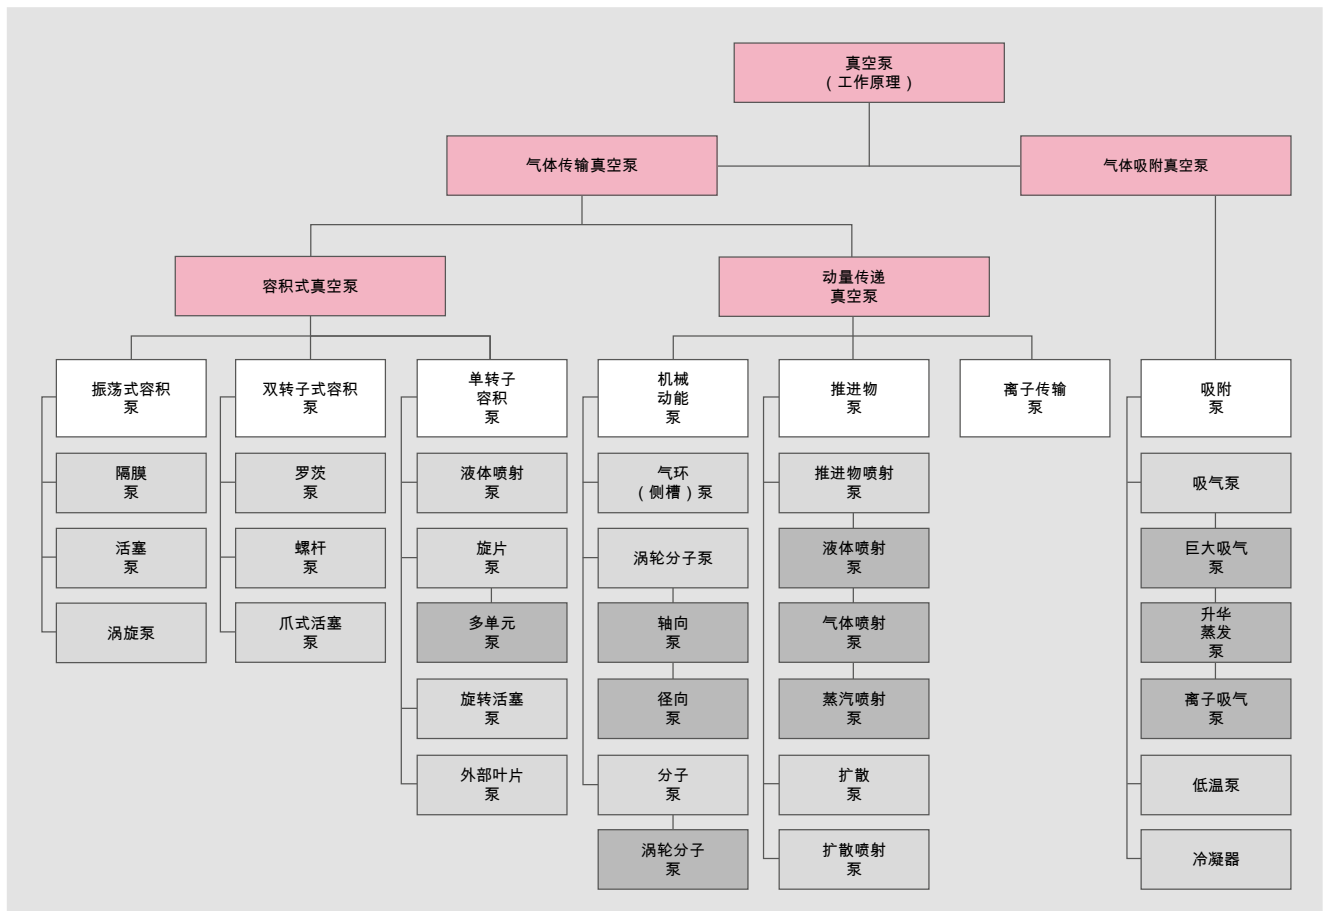 真空泵
（工作原理）
气体传输真空泵
气体吸附真空泵
容积式真空泵
动量传递
真空泵
振荡式容积
泵
双转子式容积
泵
单转子
容积
泵
机械
动能
泵
推进物
泵
离子传输
泵
吸附
泵
隔膜
泵
罗茨
泵
液体喷射
泵
气环
（侧槽）泵
推进物喷射
泵
吸气泵
活塞
泵
螺杆
泵
旋片
泵
涡轮分子泵
液体喷射
泵
巨大吸气
泵
涡旋泵
爪式活塞
泵
多单元
泵
轴向
泵
气体喷射
泵
升华
蒸发
泵
旋转活塞
泵
径向
泵
蒸汽喷射
泵
离子吸气
泵
外部叶片
泵
分子
泵
扩散
泵
低温泵
涡轮分子
泵
扩散喷射
泵
冷凝器